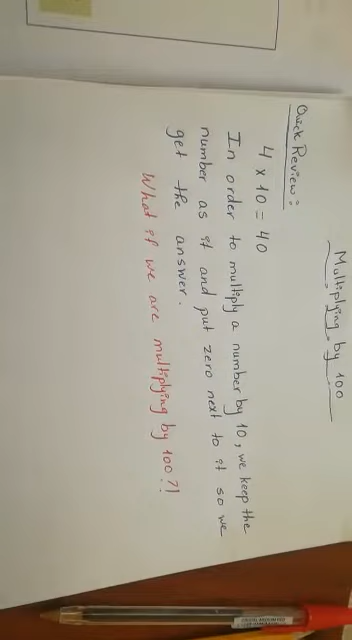 Multiplying by 100
Quick Review:
4 x 10 = 40
In order to multiply a number by 10, we keep the
number as it and put zero next to it so we
get the answer.
What if we are multiplying by 100?!